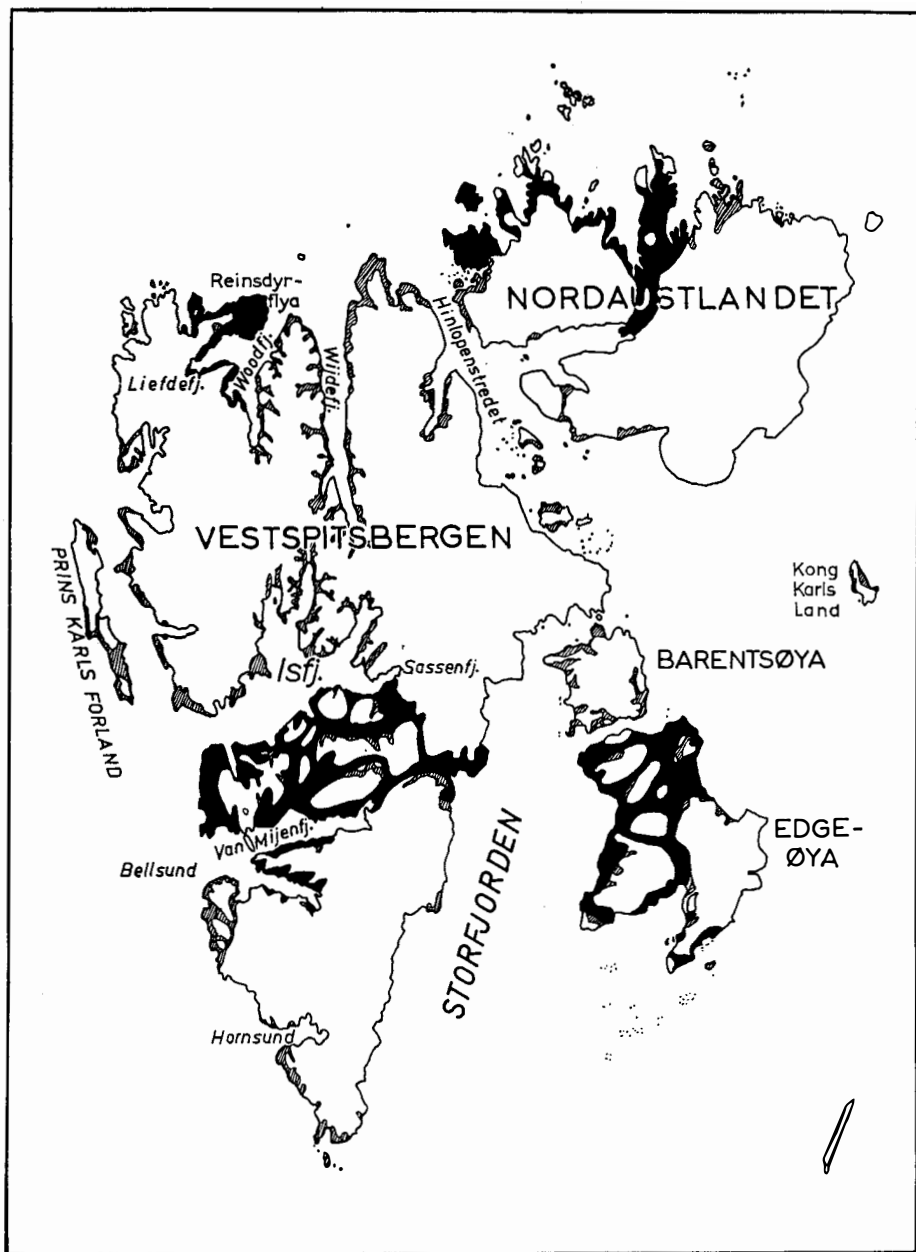 Reinsdyr-
flya
NORDAUSTLANDET
Hinlopenstredet
Woodfj.
Wijdefj.
Liefdefj.
VESTSPITSBERGEN
Kong
Karls
Land
PRINS KARLS FORLAND
Isfj.
Sassenfj.
BARENTSØYA
Van Mijenfj.
EDGE-
ØYA
Bellsund
STORFJORDEN
Hornsund